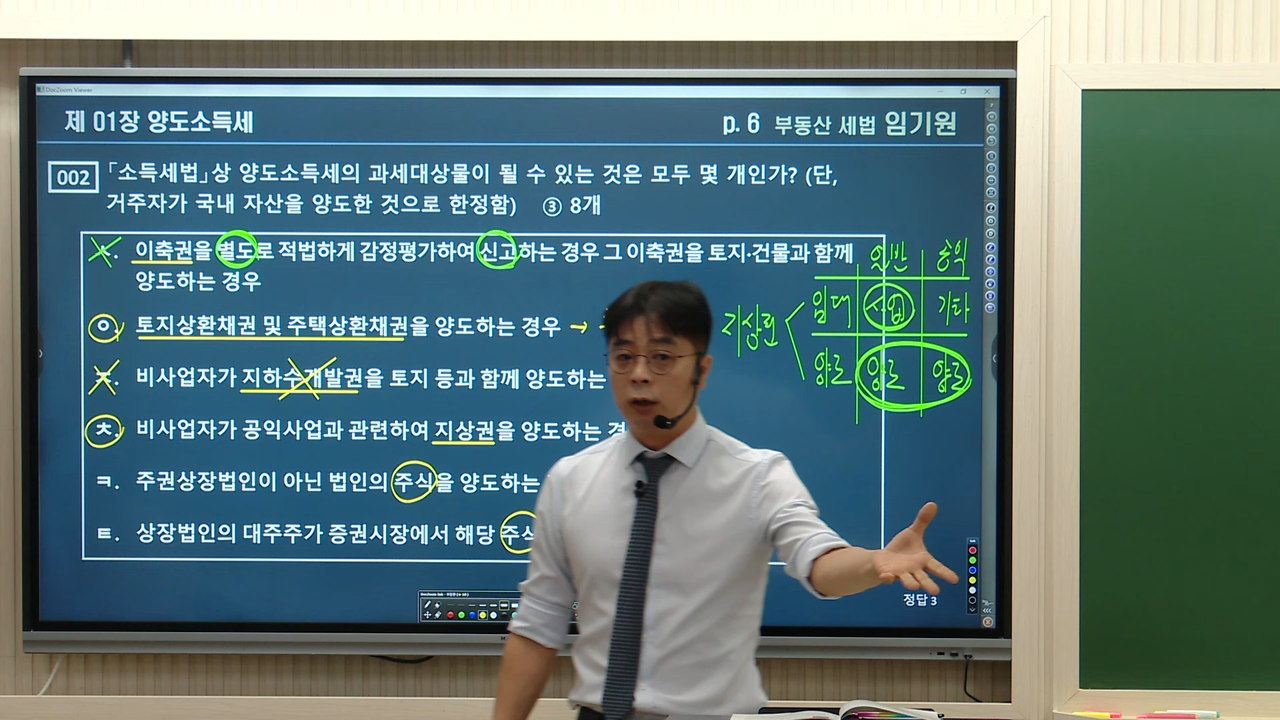 DocZoom Viewer
제 01장 양도소득세
p. 6 부동산 세법 임기원
002 「소득세법」상 양도소득세의 과세대상물이 될 수 있는 것은 모두 몇 개인가? (단,
거주자가 국내 자산을 양도한 것으로 한정함) ③ 8개
ㅅ. 이축권을 별도로 적법하게 감정평가하여 신고하는 경우 그 이축권을 토지·건물과 함께
양도하는 경우
ㅇ. 토지상환채권 및 주택상환채권을 양도하는 경우 →
ㅈ. 비사업자가 지하수개발권을 토지 등과 함께 양도하는
ㅊ. 비사업자가 공익사업과 관련하여 지상권을 양도하는
ㅋ. 주권상장법인이 아닌 법인의 주식을 양도하는
ㅌ. 상장법인의 대주주가 증권시장에서 해당 주식
일반 공익
지상권 임대 사업 기타
양도 양도 양도
정답 3